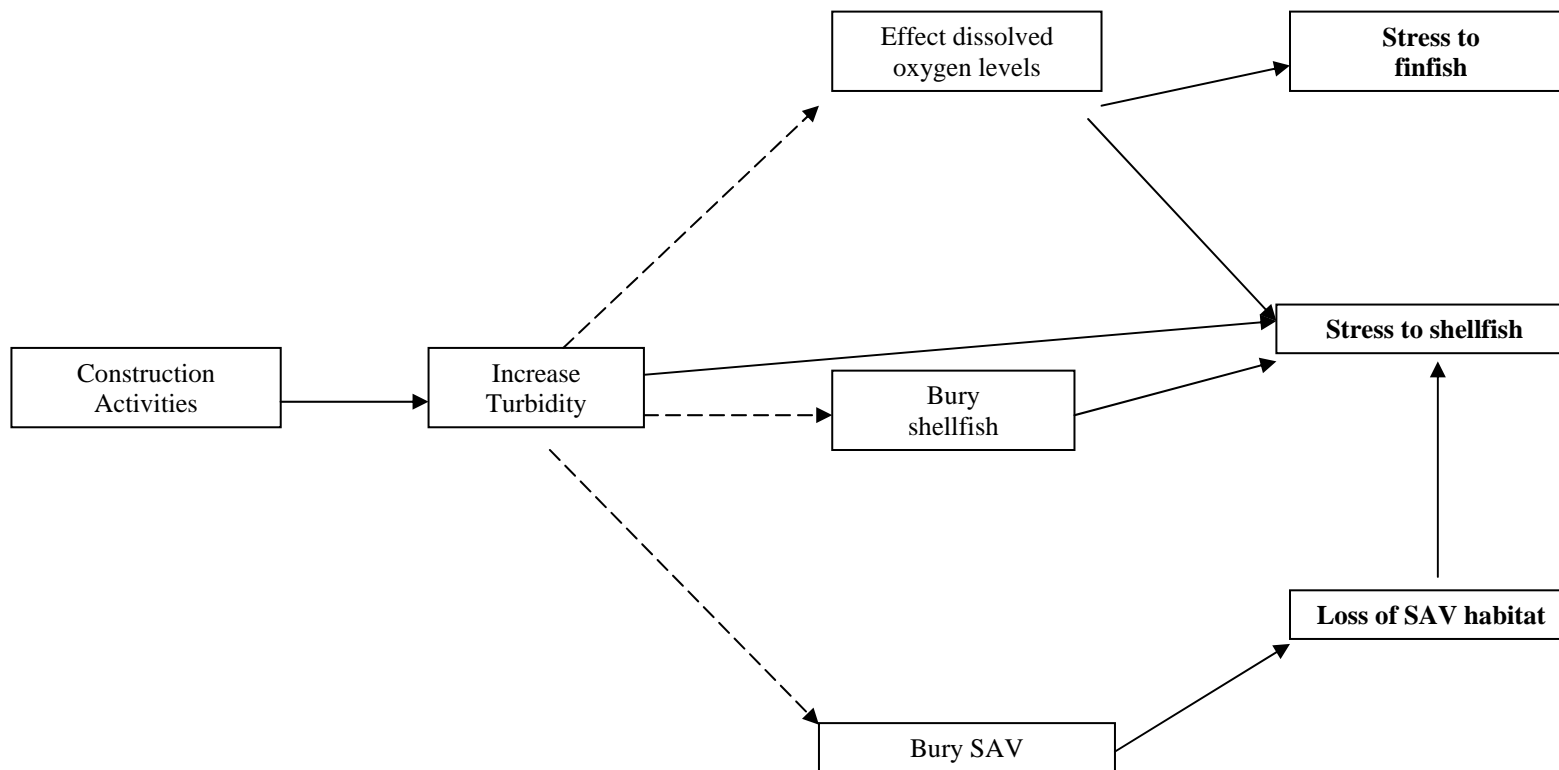 Effect dissolved
oxygen levels
Stress to
finfish
Stress to shellfish
Construction
Activities
Increase
Turbidity
Bury
shellfish
Loss of SAV habitat
Bury SAV